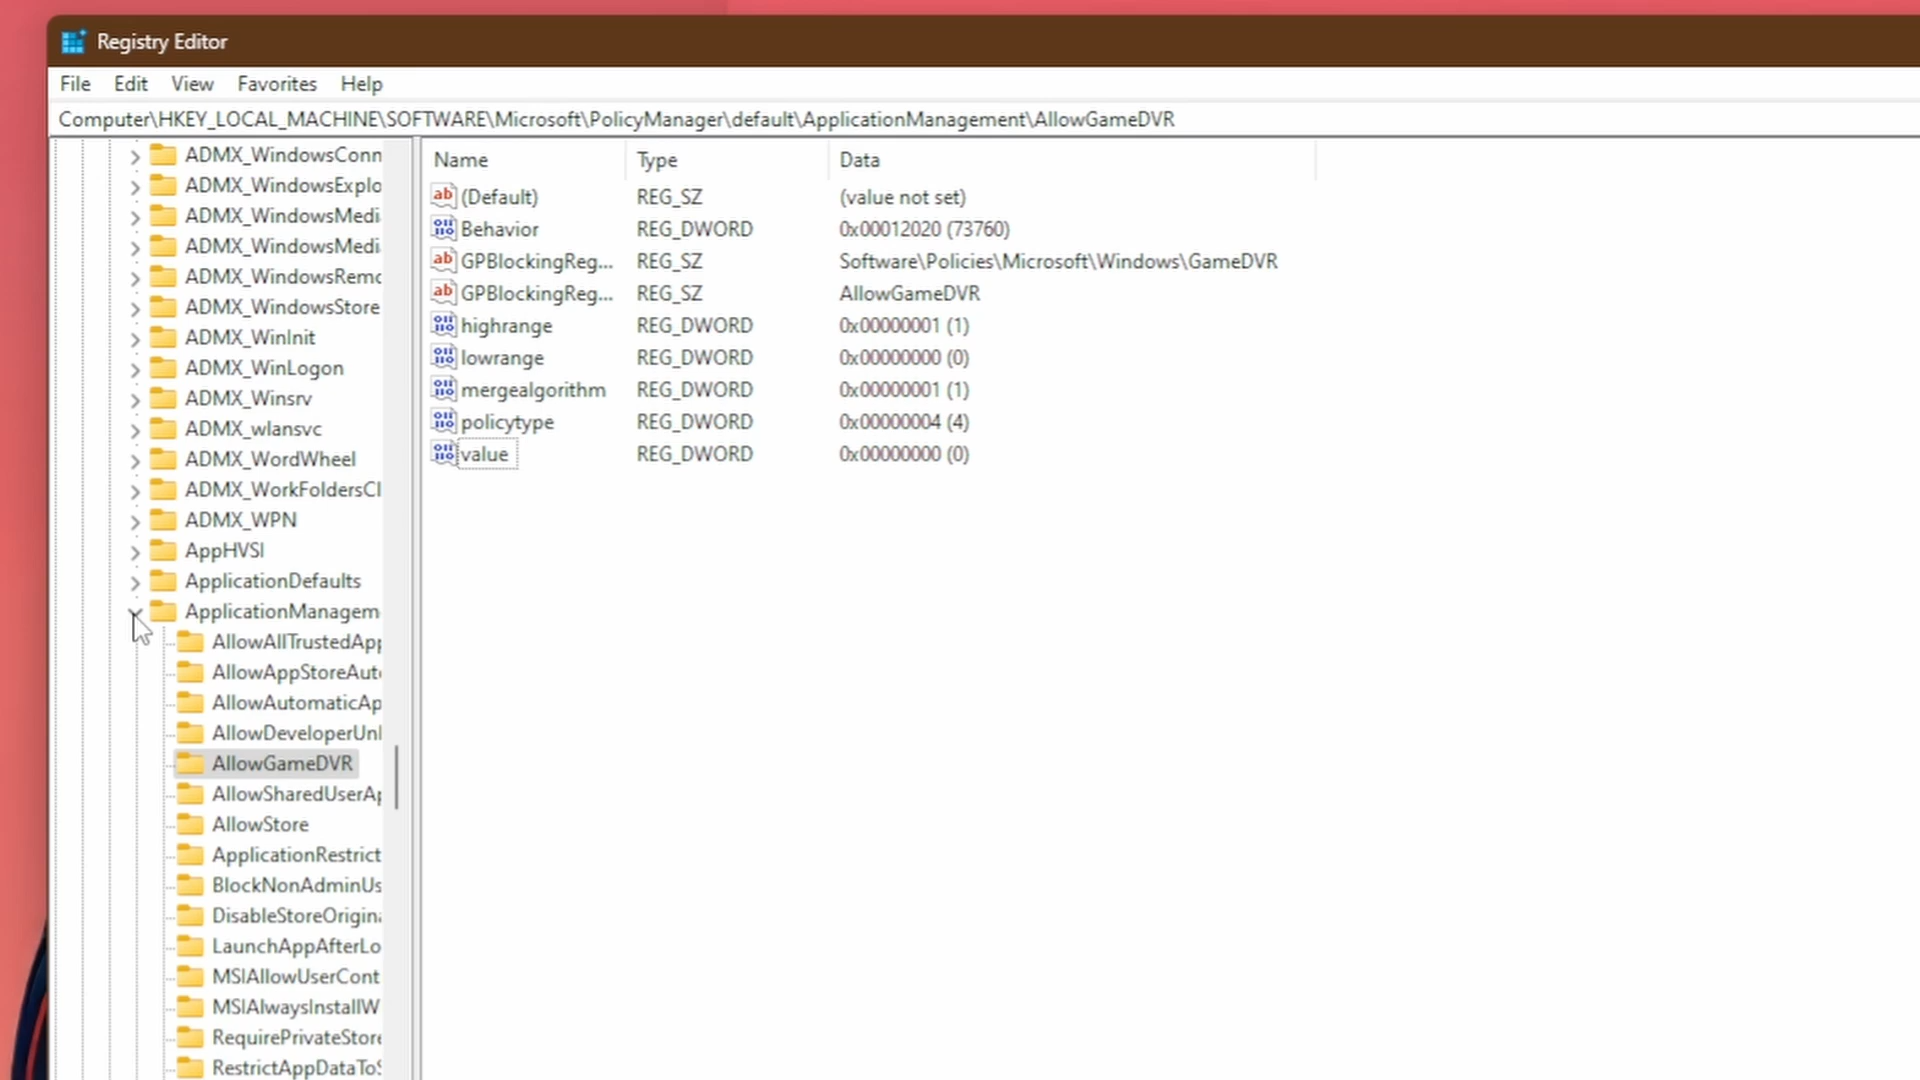 Registry Editor
File Edit View Favorites Help
Computer\HKEY_LOCAL_MACHINE\SOFTWARE\Microsoft\PolicyManager\default\ApplicationManagement\AllowGameDVR
ADMX_WindowsConn
ADMX_WindowsExplo
ADMX_WindowsMedi
ADMX_WindowsMedi
ADMX_WindowsRemo
ADMX_WindowsStore
ADMX_WinInit
ADMX_WinLogon
ADMX_Winsrv
ADMX_wlansvc
ADMX_WordWheel
ADMX_WorkFoldersCl
ADMX_WPN
AppHVSI
ApplicationDefaults
ApplicationManagem
AllowAllTrustedApp
AllowAppStoreAuto
AllowAutomaticAp
AllowDeveloperUnl
AllowGameDVR
AllowSharedUserAp
AllowStore
ApplicationRestrict
BlockNonAdminUs
DisableStoreOrigina
LaunchAppAfterLo
MSIAllowUserCont
MSIAlwaysInstallW
RequirePrivateStore
RestrictAppDataToS
Name Type Data
(Default) REG_SZ (value not set)
Behavior REG_DWORD 0x00012020 (73760)
GPBlockingReg... REG_SZ Software\Policies\Microsoft\Windows\GameDVR
GPBlockingReg... REG_SZ AllowGameDVR
highrange REG_DWORD 0x00000001 (1)
lowrange REG_DWORD 0x00000000 (0)
mergealgorithm REG_DWORD 0x00000001 (1)
policytype REG_DWORD 0x00000004 (4)
value REG_DWORD 0x00000000 (0)